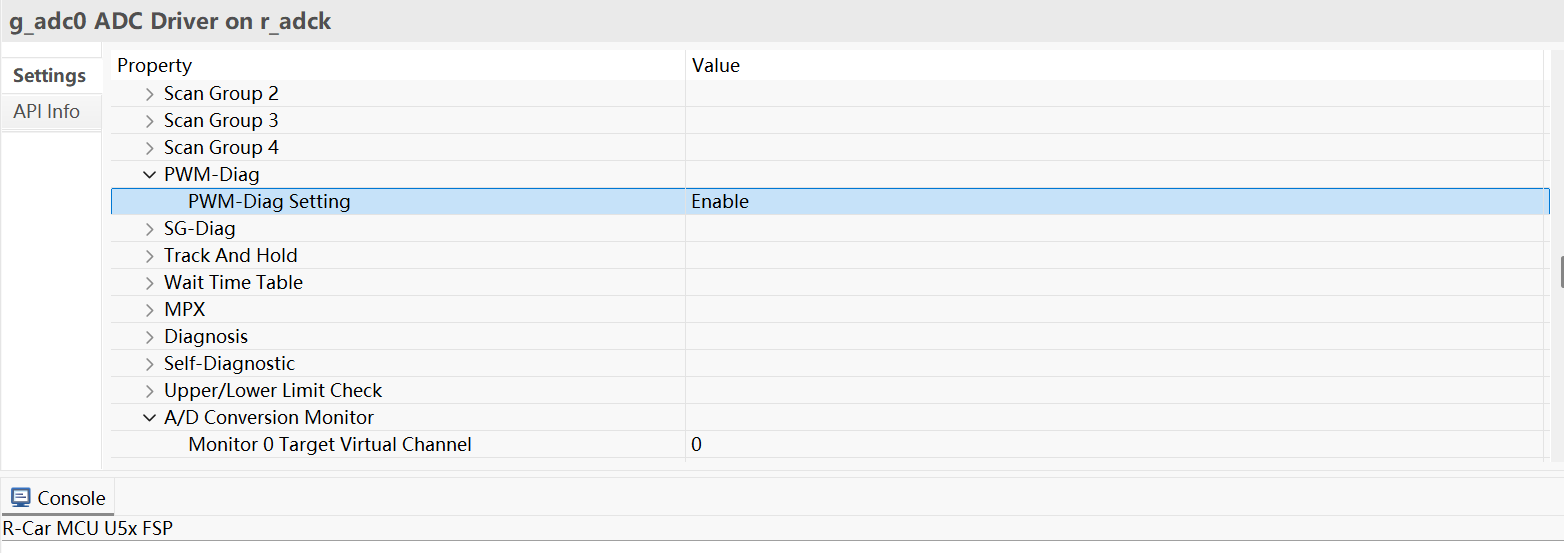 g_adc0 ADC Driver on r_adck
Settings
API Info
Property Value
Scan Group 2
Scan Group 3
Scan Group 4
PWM-Diag
PWM-Diag Setting Enable
SG-Diag
Track And Hold
Wait Time Table
MPX
Diagnosis
Self-Diagnostic
Upper/Lower Limit Check
A/D Conversion Monitor
Monitor 0 Target Virtual Channel 0
Console
R-Car MCU U5x FSP